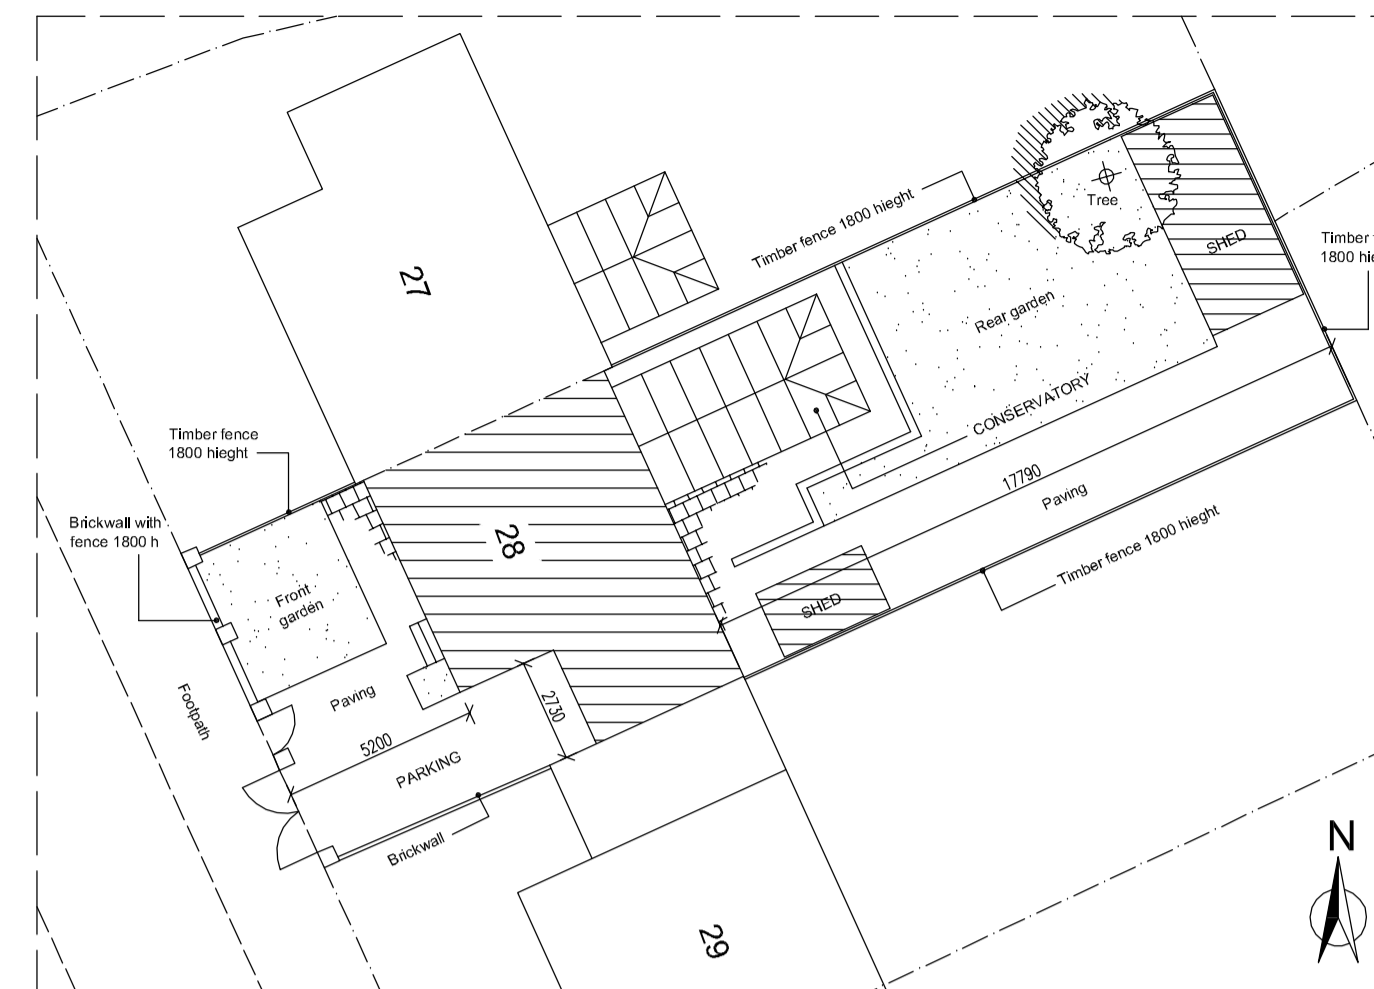 27
Timber fence 1800 hieght
Tree
SHED
Timber
1800 hie
Rear garden
CONSERVATORY
Timber fence
1800 hieght
17790
Paving
Brickwall with
fence 1800 h
28
Timber fence 1800 hieght
Front
garden
SHED
Footpath
Paving
2730
5200
PARKING
Brickwall
N
29